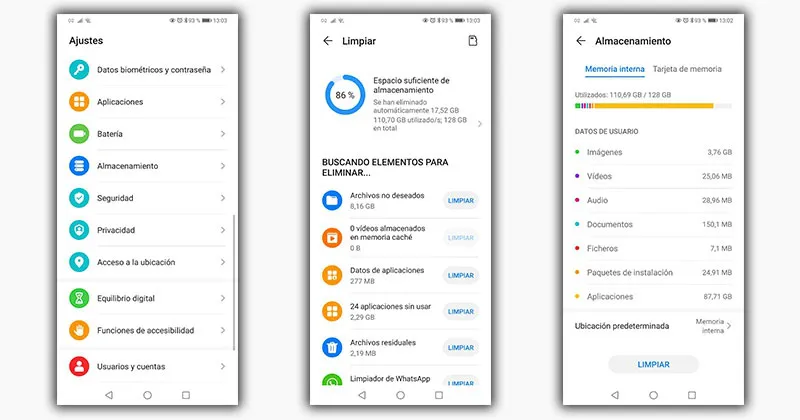 93 % 13:03
Ajustes
Datos biométricos y contraseña
Aplicaciones
Batería
Almacenamiento
Seguridad
Privacidad
Acceso a la ubicación
Equilibrio digital
Funciones de accesibilidad
Usuarios y cuentas
93 % 13:03
Limpiar
86 %
Espacio suficiente de
almacenamiento
Se han eliminado
automáticamente 17,52 GB
110,70 GB utilizado/s; 128 GB
en total
BUSCANDO ELEMENTOS PARA
ELIMINAR...
Archivos no deseados
8,16 GB
LIMPIAR
0 vídeos almacenados
en memoria caché
0 B
LIMPIAR
Datos de aplicaciones
277 MB
LIMPIAR
24 aplicaciones sin usar
2,29 GB
LIMPIAR
Archivos residuales
2,19 MB
LIMPIAR
Limpiador de WhatsApp
LIMPIAR
93 % 13:02
Almacenamiento
Memoria interna Tarjeta de memoria
Utilizados: 110,69 GB / 128 GB
DATOS DE USUARIO
Imágenes 3,76 GB
Vídeos 25,06 MB
Audio 28,96 MB
Documentos 150,1 MB
Ficheros 7,1 MB
Paquetes de instalación 24,91 MB
Aplicaciones 87,71 GB
Ubicación predeterminada Memoria
interna
LIMPIAR